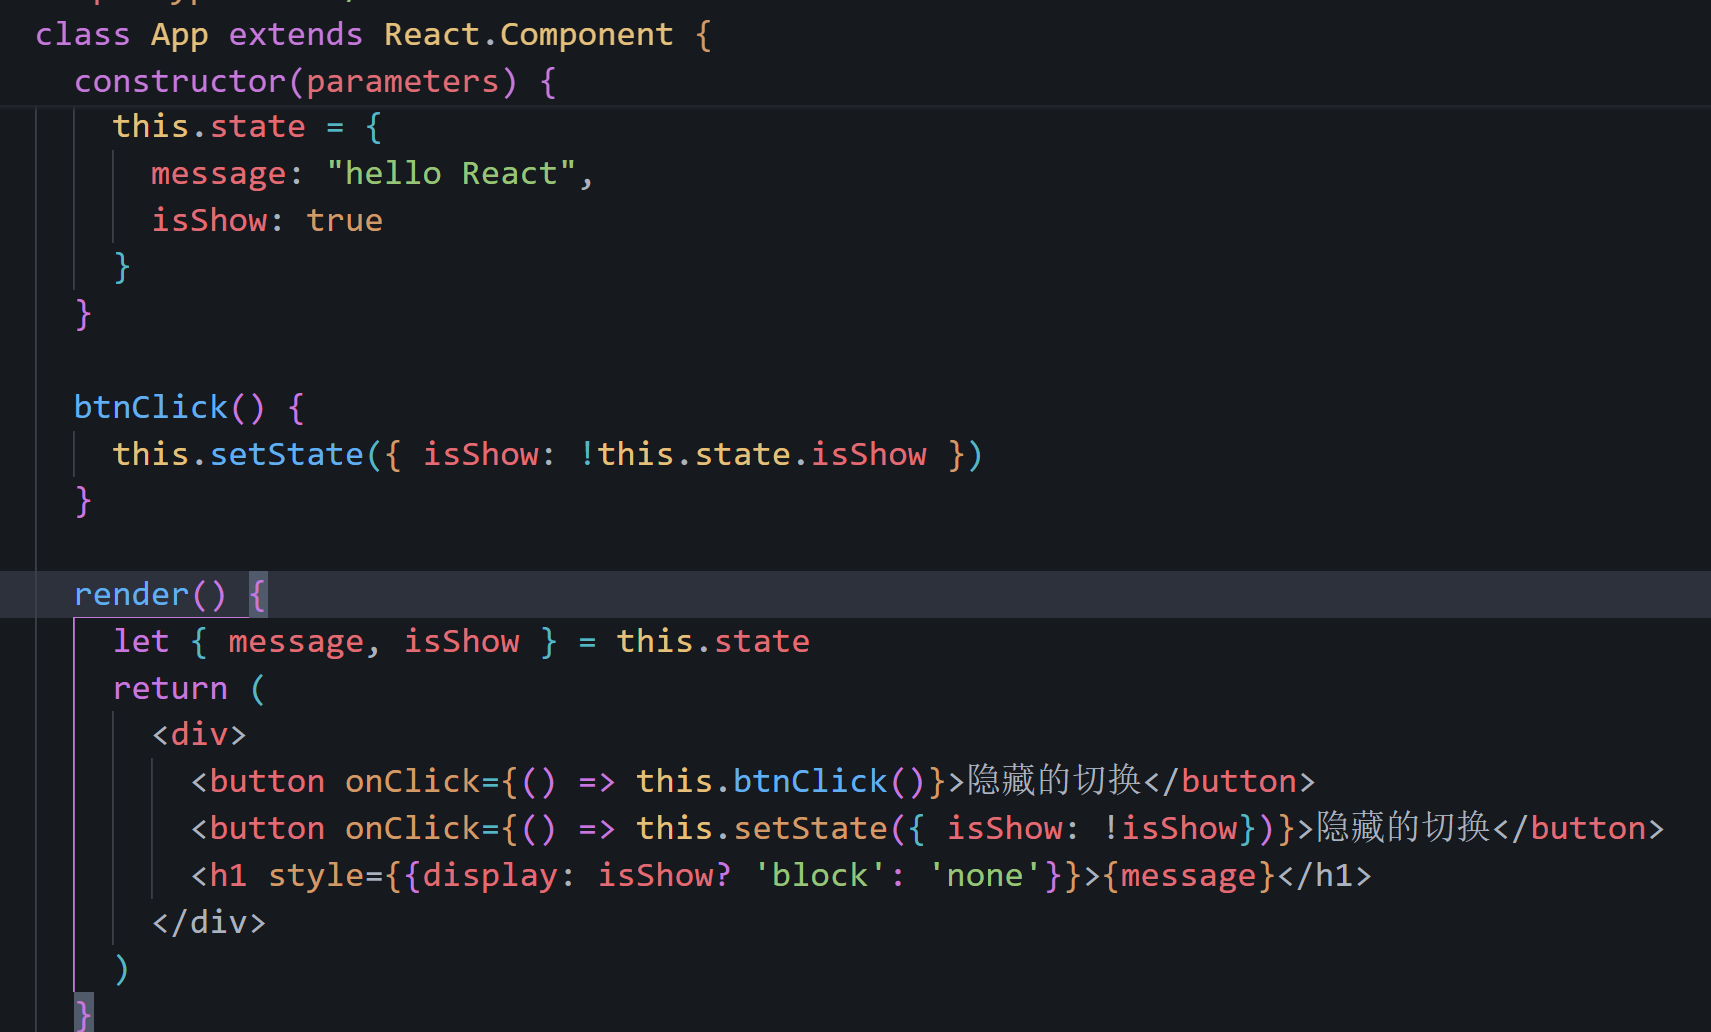 class App extends React.Component {
constructor(parameters) {
this.state = {
message: "hello React",
isShow: true
}
}
btnClick() {
this.setState({ isShow: !this.state.isShow })
}
render() {
let { message, isShow } = this.state
return (
<div>
<button onClick={() => this.btnClick()}>隐藏的切换</button>
<button onClick={() => this.setState({ isShow: !isShow})}>隐藏的切换</button>
<h1 style={{display: isShow? 'block': 'none'}}>{message}</h1>
</div>
)
}